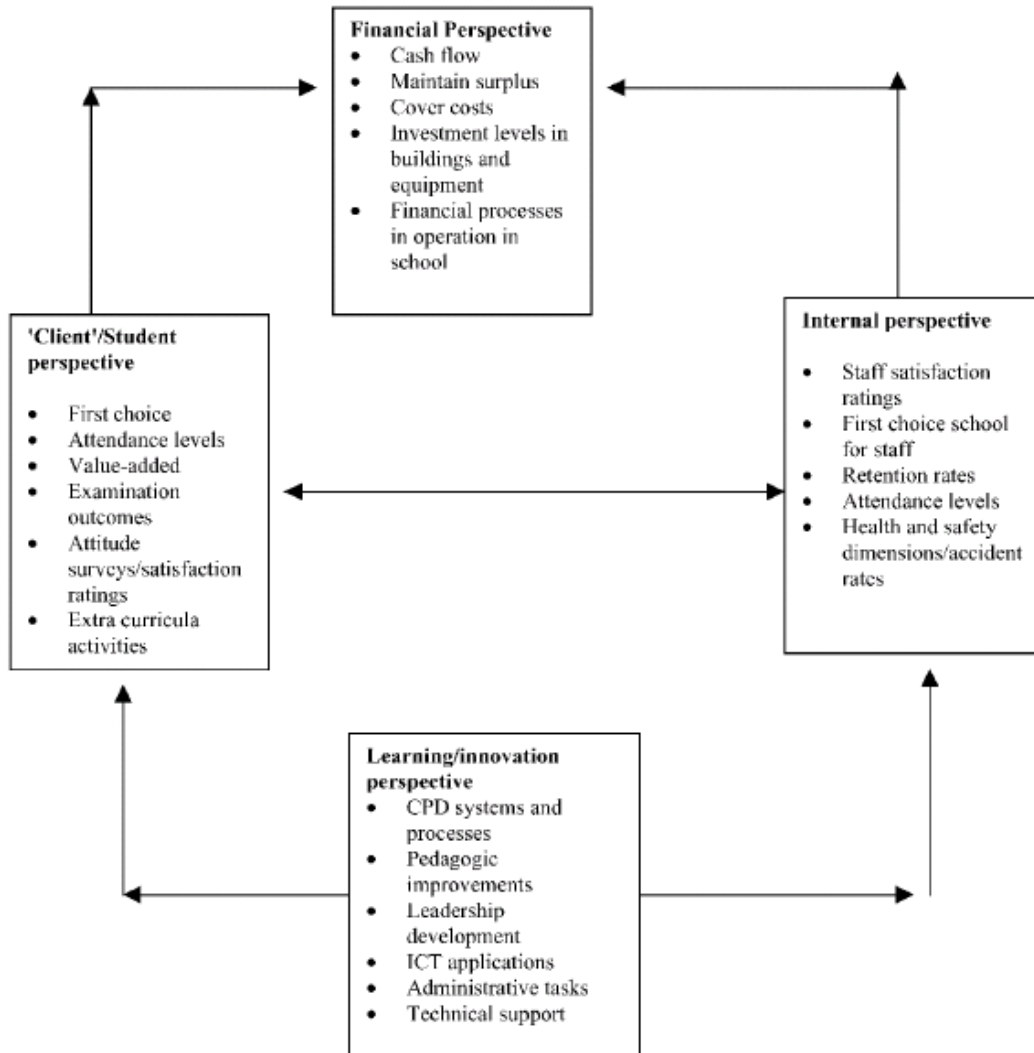 Financial Perspective
• Cash flow
• Maintain surplus
• Cover costs
• Investment levels in
buildings and
equipment
• Financial processes
in operation in
school
'Client'/Student
perspective
• First choice
• Attendance levels
• Value-added
• Examination
outcomes
• Attitude
surveys/satisfaction
ratings
• Extra curricula
activities
Internal perspective
• Staff satisfaction
ratings
• First choice school
for staff
• Retention rates
• Attendance levels
• Health and safety
dimensions/accident
rates
Learning/innovation
perspective
• CPD systems and
processes
• Pedagogic
improvements
• Leadership
development
• ICT applications
• Administrative tasks
• Technical support